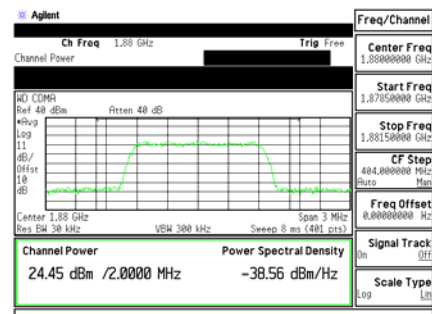 Agilent
Freq/Channel
Ch Freq 1.88 GHz Trig Free
Channel Power
Center Freq
1.88000000 GHz
Start Freq
1.87850000 GHz
Stop Freq
1.88150000 GHz
CF Step
404.000000 MHz
Auto Man
Freq Offset
0.00000000 Hz
Signal Track
On Off
Scale Type
Log Lin
WD CDMA
Ref 40 dBm Atten 40 dB
#Avg
Log
11
dB/
Offst
10
dB
Center 1.88 GHz Span 3 MHz
Res BW 30 kHz VBW 300 kHz Sweep 8 ms (401 pts)
Channel Power Power Spectral Density
24.45 dBm /2.0000 MHz -38.56 dBm/Hz